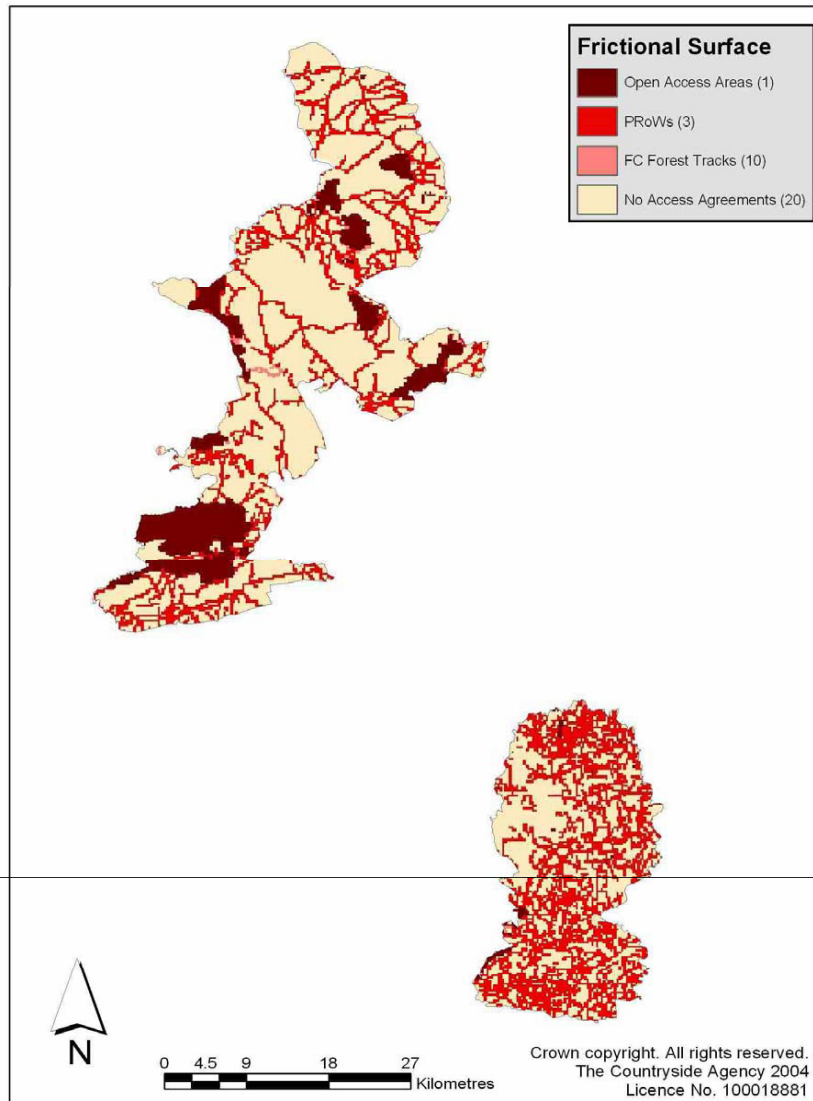 Frictional Surface
Open Access Areas (1)
PRoWs (3)
FC Forest Tracks (10)
No Access Agreements (20)
N
0 4.5 9 18 27
Kilometres
Crown copyright. All rights reserved.
The Countryside Agency 2004
Licence No. 100018881